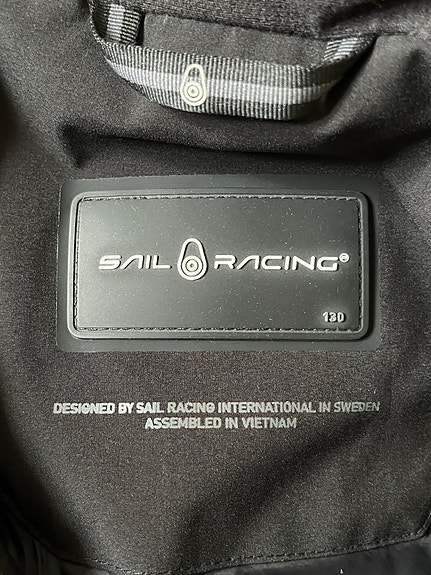 SAIL RACING®
130
DESIGNED BY SAIL RACING INTERNATIONAL IN SWEDEN
ASSEMBLED IN VIETNAM